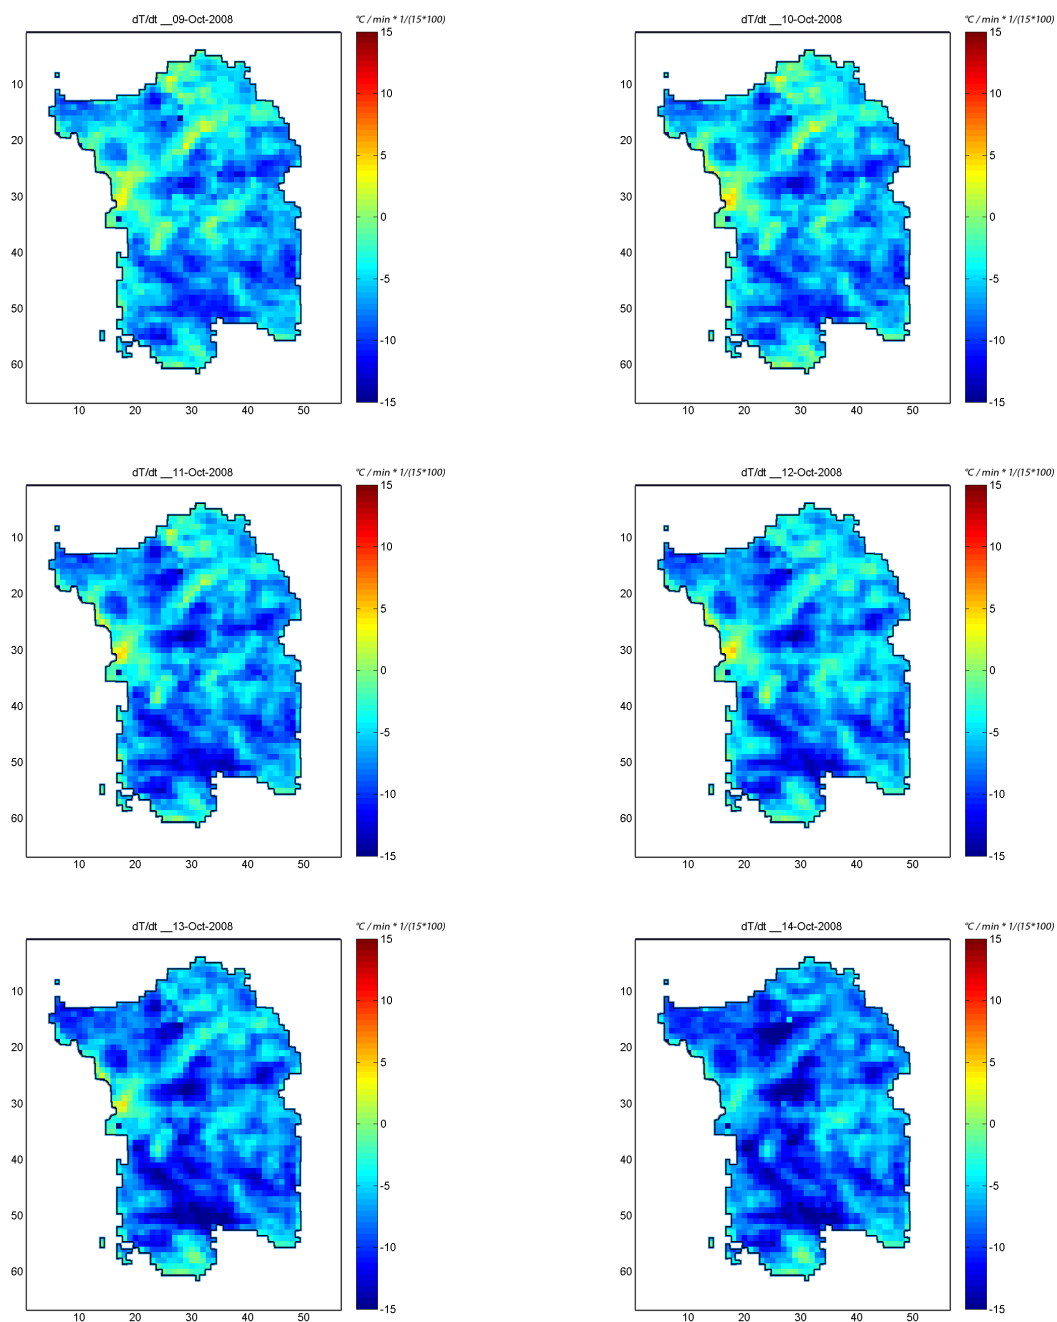 dT/dt __09-Oct-2008 °C / min * 1/(15*100) dT/dt __10-Oct-2008 °C / min * 1/(15*100)
15 15
10 10 10 10
20 5 20 5
30 0 30 0
40 -5 40 -5
50 -10 50 -10
60 60
-15 -15
10 20 30 40 50 10 20 30 40 50
dT/dt __11-Oct-2008 °C / min * 1/(15*100) dT/dt __12-Oct-2008 °C / min * 1/(15*100)
15 15
10 10 10 10
20 5 20 5
30 0 30 0
40 -5 40 -5
50 -10 50 -10
60 60
-15 -15
10 20 30 40 50 10 20 30 40 50
dT/dt __13-Oct-2008 °C / min * 1/(15*100) dT/dt __14-Oct-2008 °C / min * 1/(15*100)
15 15
10 10 10 10
20 5 20 5
30 0 30 0
40 -5 40 -5
50 -10 50 -10
60 60
-15 -15
10 20 30 40 50 10 20 30 40 50